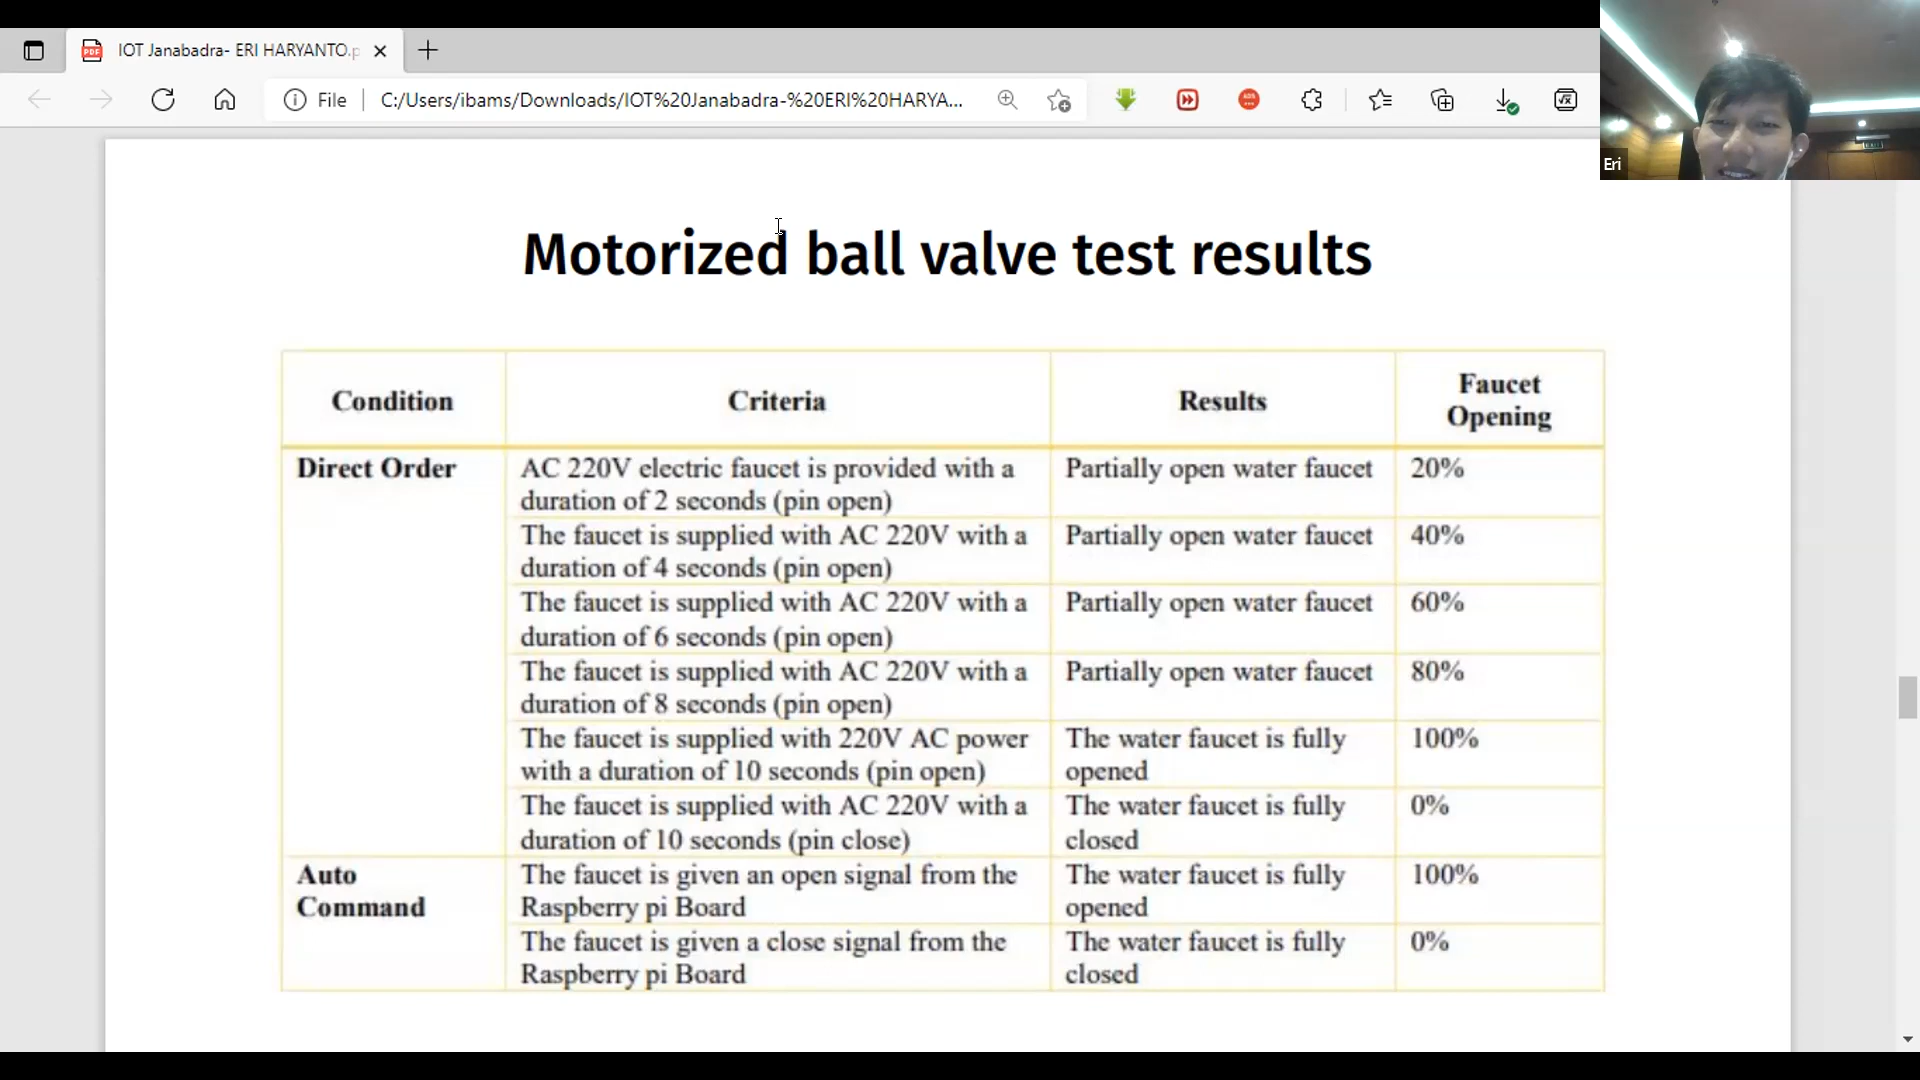 IOT Janabadra- ERI HARYANTO.p
File
C:/Users/ibams/Downloads/IOT%20Janabadra-%20ERI%20HARYA...
Eri
Motorized ball valve test results
Condition
Criteria
Results
Faucet
Opening
Direct Order
AC 220V electric faucet is provided with a
duration of 2 seconds (pin open)
Partially open water faucet
20%
The faucet is supplied with AC 220V with a
duration of 4 seconds (pin open)
Partially open water faucet
40%
The faucet is supplied with AC 220V with a
duration of 6 seconds (pin open)
Partially open water faucet
60%
The faucet is supplied with AC 220V with a
duration of 8 seconds (pin open)
Partially open water faucet
80%
The faucet is supplied with 220V AC power
with a duration of 10 seconds (pin open)
The water faucet is fully
opened
100%
The faucet is supplied with AC 220V with a
duration of 10 seconds (pin close)
The water faucet is fully
closed
0%
Auto
Command
The faucet is given an open signal from the
Raspberry pi Board
The water faucet is fully
opened
100%
The faucet is given a close signal from the
Raspberry pi Board
The water faucet is fully
closed
0%